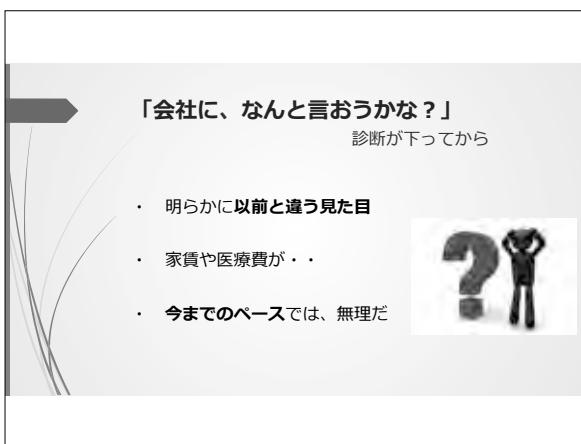 「会社に、なんと言おうかな？」
診断が下ってから
・ 明らかに以前と違う見た目
・ 家賃や医療費が・・
・ 今までのペースでは、無理だ